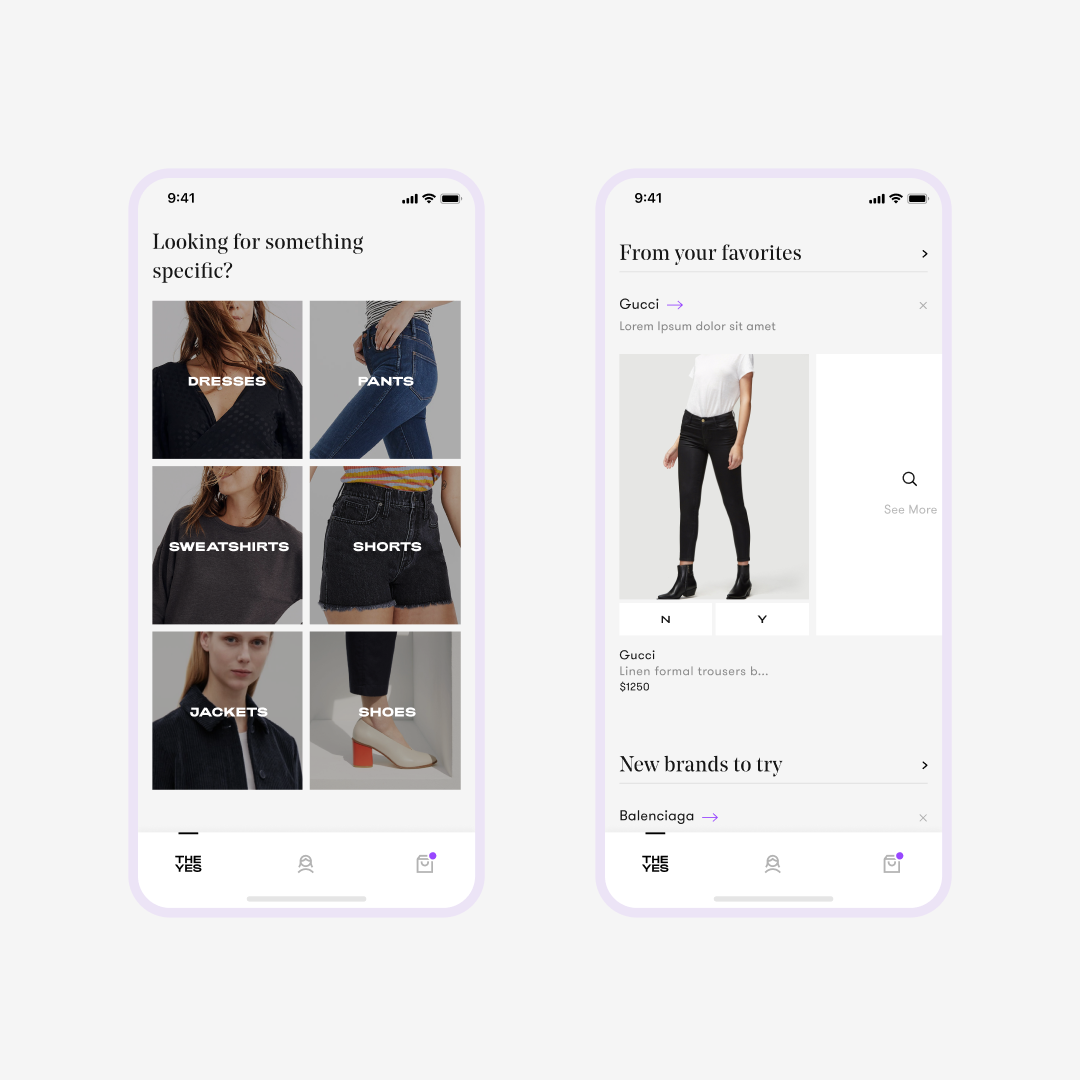 9:41
Looking for something
specific?
DRESSES
PANTS
SWEATSHIRTS
SHORTS
JACKETS
SHOES
THE
YES
9:41
From your favorites
Gucci
Lorem Ipsum dolor sit amet
See More
N
Y
Gucci
Linen formal trousers b...
$1250
New brands to try
Balenciaga
THE
YES